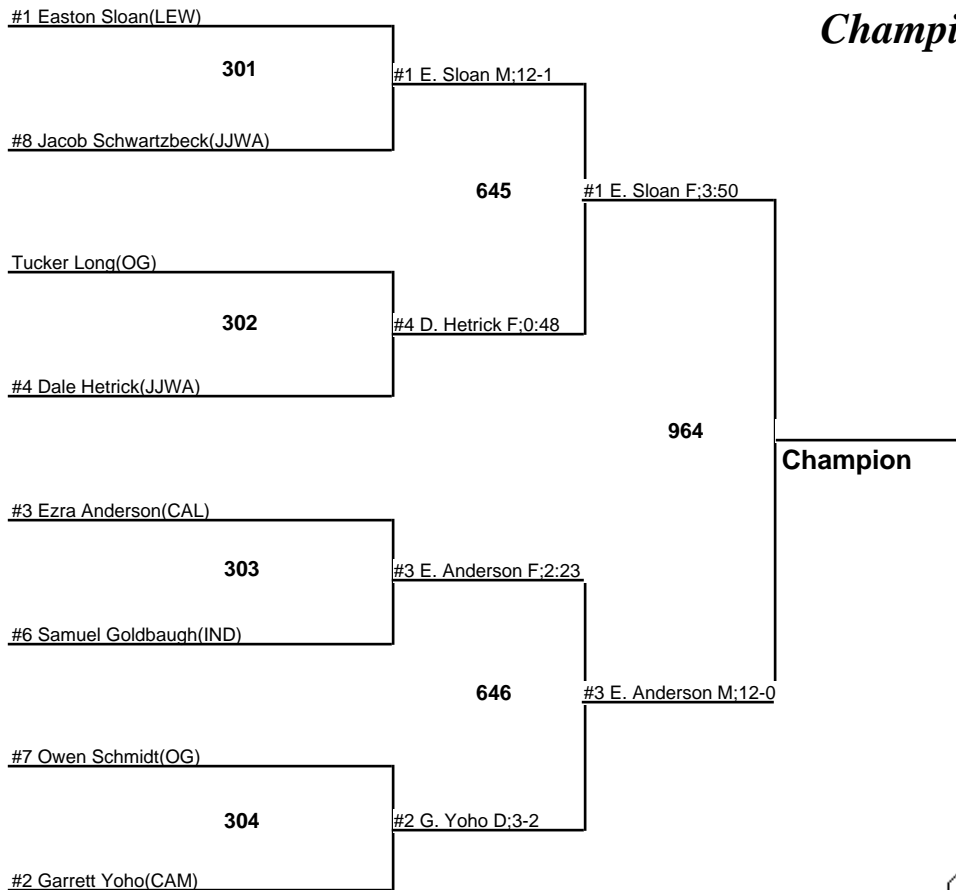 #1 Easton Sloan(LEW)
301
#8 Jacob Schwartzbeck(JJWA)
#1 E. Sloan M;12-1
645
Tucker Long(OG)
302
#4 Dale Hetrick(JJWA)
#4 D. Hetrick F;0:48
#1 E. Sloan F;3:50
964
Champion
#3 Ezra Anderson(CAL)
303
#6 Samuel Goldbaugh(IND)
#3 E. Anderson F;2:23
646
#7 Owen Schmidt(OG)
304
#2 Garrett Yoho(CAM)
#2 G. Yoho D;3-2
#3 E. Anderson M;12-0
Champi